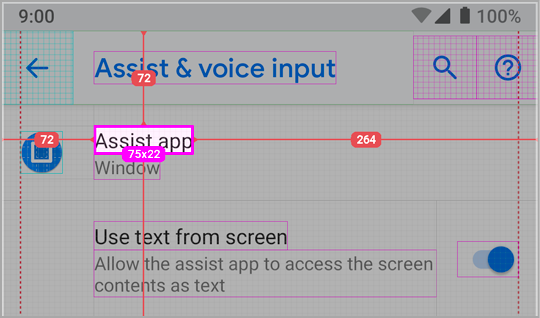 9:00 100%
Assist & voice input
72
72 Assist app 264
75x22
Window
Use text from screen
Allow the assist app to access the screen
contents as text